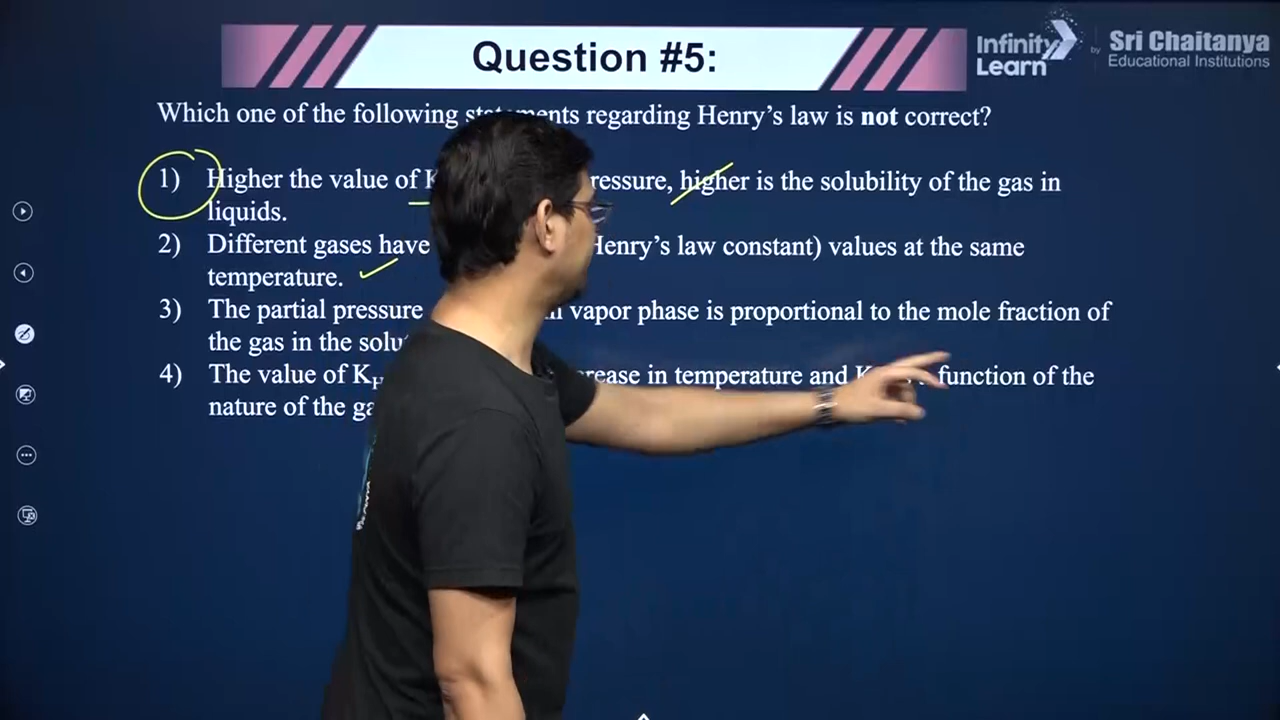 Question #5:
Infinity
Learn
by
Sri Chaitanya
Educational Institutions
Which one of the following statements regarding Henry's law is not correct?
1) Higher the value of K ressure, higher is the solubility of the gas in
liquids.
2) Different gases have Henry's law constant) values at the same
temperature.
3) The partial pressure vapor phase is proportional to the mole fraction of
the gas in the solu
4) The value of KH rease in temperature and function of the
nature of the ga